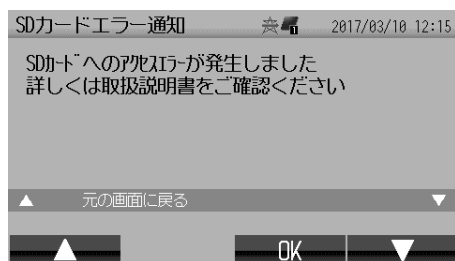 SDカードエラー通知 1 2017/03/10 12:15
SDｶｰﾄﾞへのｱｸｾｽｴﾗｰが発生しました
詳しくは取扱説明書をご確認ください
▲ 元の画面に戻る ▼
▲ OK ▼